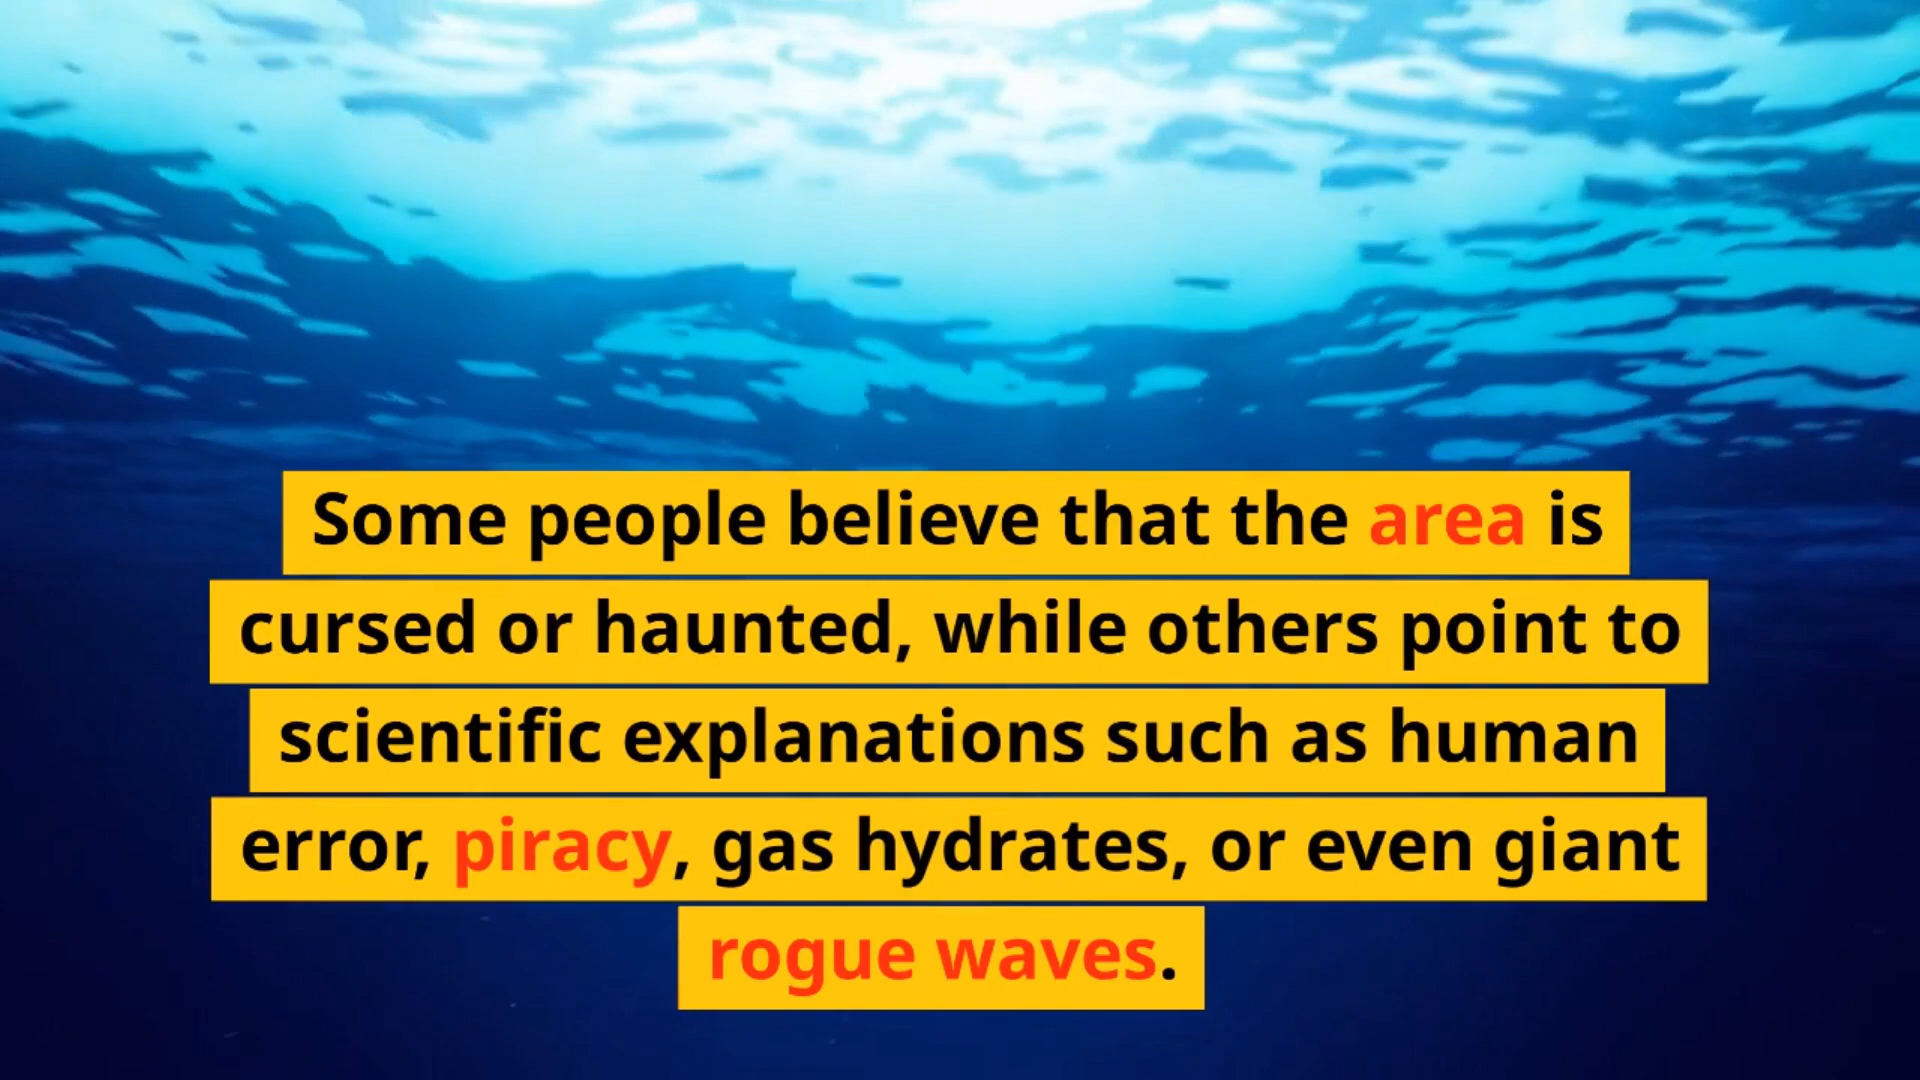 Some people believe that the area is
cursed or haunted, while others point to
scientific explanations such as human
error, piracy, gas hydrates, or even giant
rogue waves.